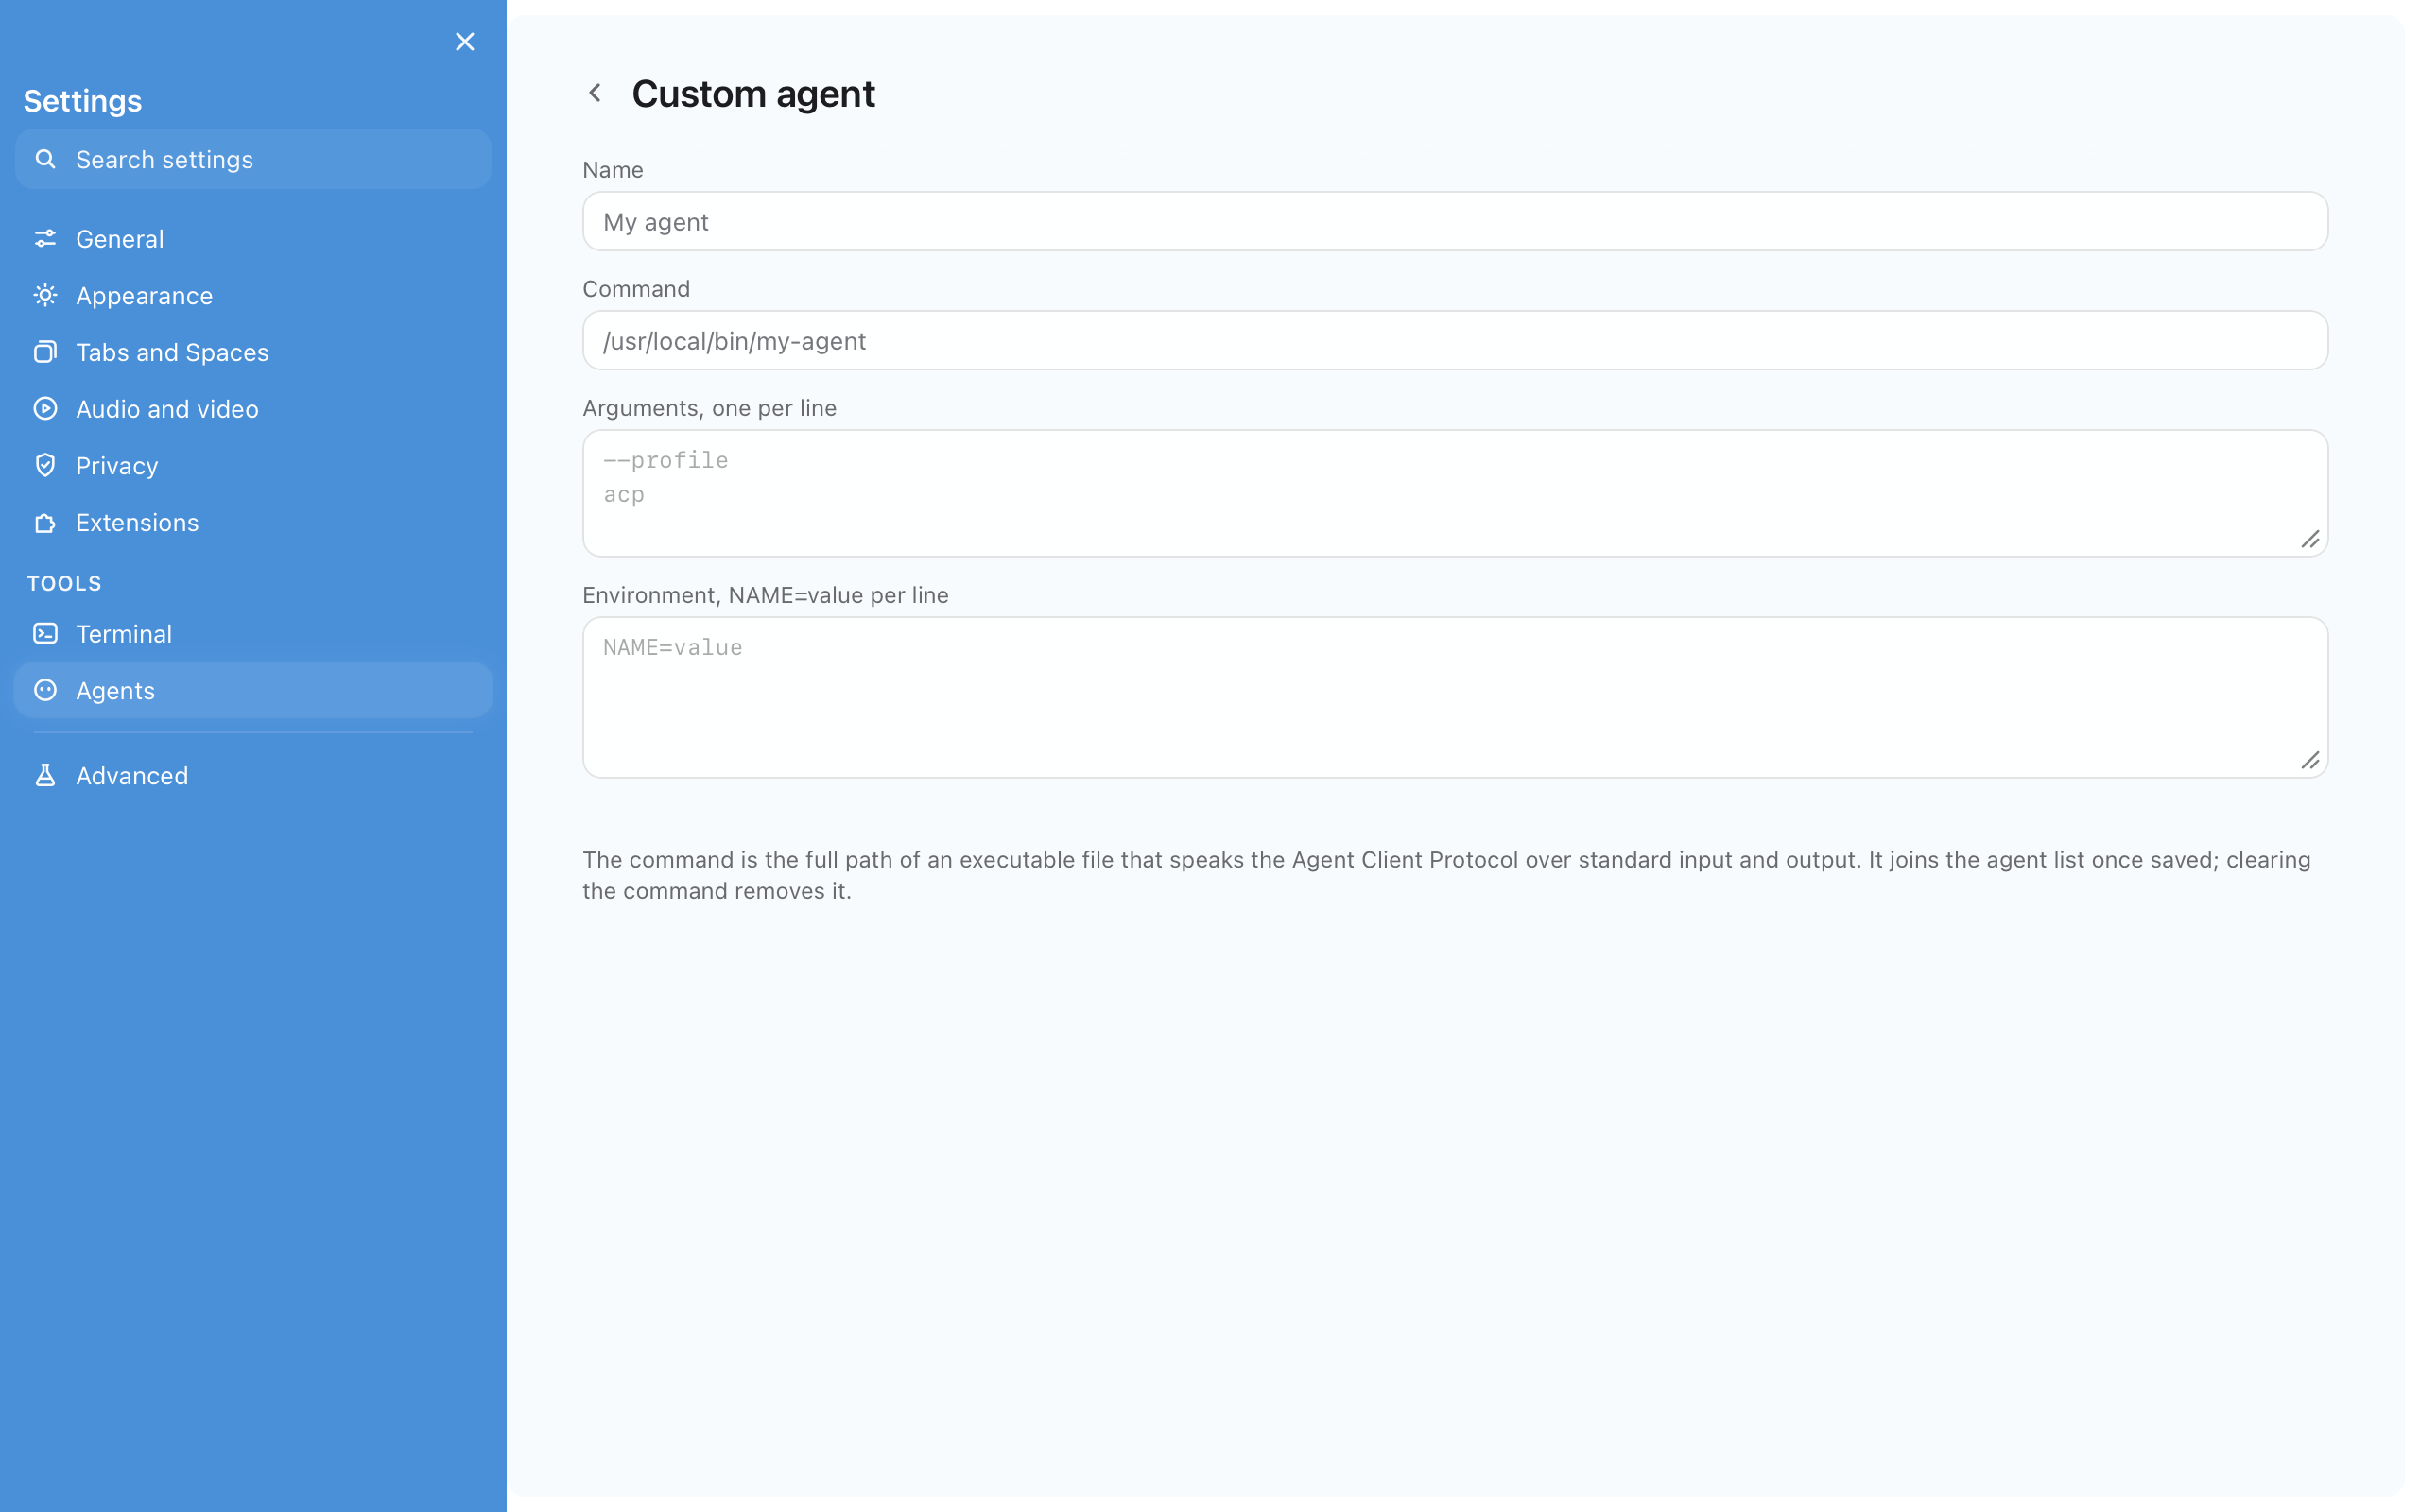 Settings
Search settings
General
Appearance
Tabs and Spaces
Audio and video
Privacy
Extensions
TOOLS
Terminal
Agents
Advanced
Custom agent
Name
My agent
Command
/usr/local/bin/my-agent
Arguments, one per line
--profile
acp
Environment, NAME=value per line
NAME=value
The command is the full path of an executable file that speaks the Agent Client Protocol over standard input and output. It joins the agent list once saved; clearing
the command removes it.